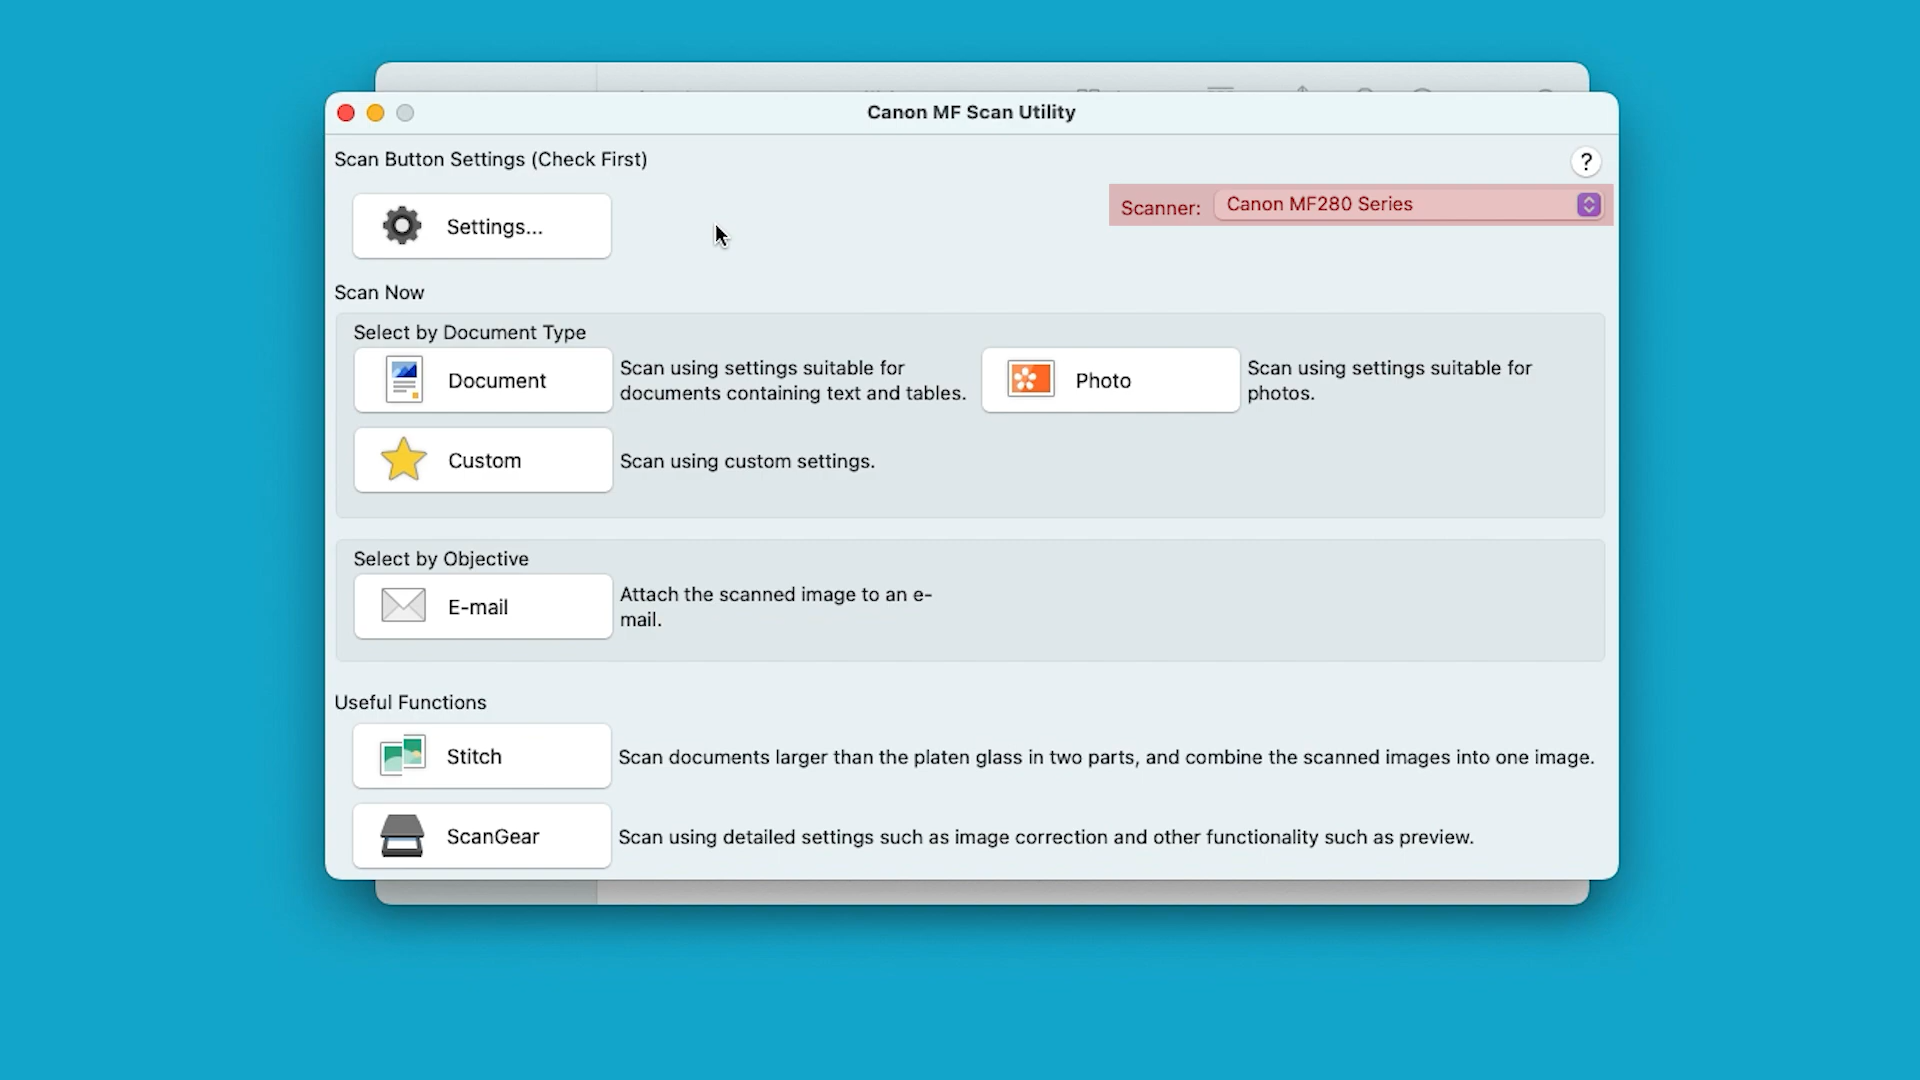 Canon MF Scan Utility
Scan Button Settings (Check First)
?
Settings...
Scanner: Canon MF280 Series
Scan Now
Select by Document Type
Document
Scan using settings suitable for
documents containing text and tables.
Photo
Scan using settings suitable for
photos.
Custom
Scan using custom settings.
Select by Objective
E-mail
Attach the scanned image to an e-
mail.
Useful Functions
Stitch
Scan documents larger than the platen glass in two parts, and combine the scanned images into one image.
ScanGear
Scan using detailed settings such as image correction and other functionality such as preview.